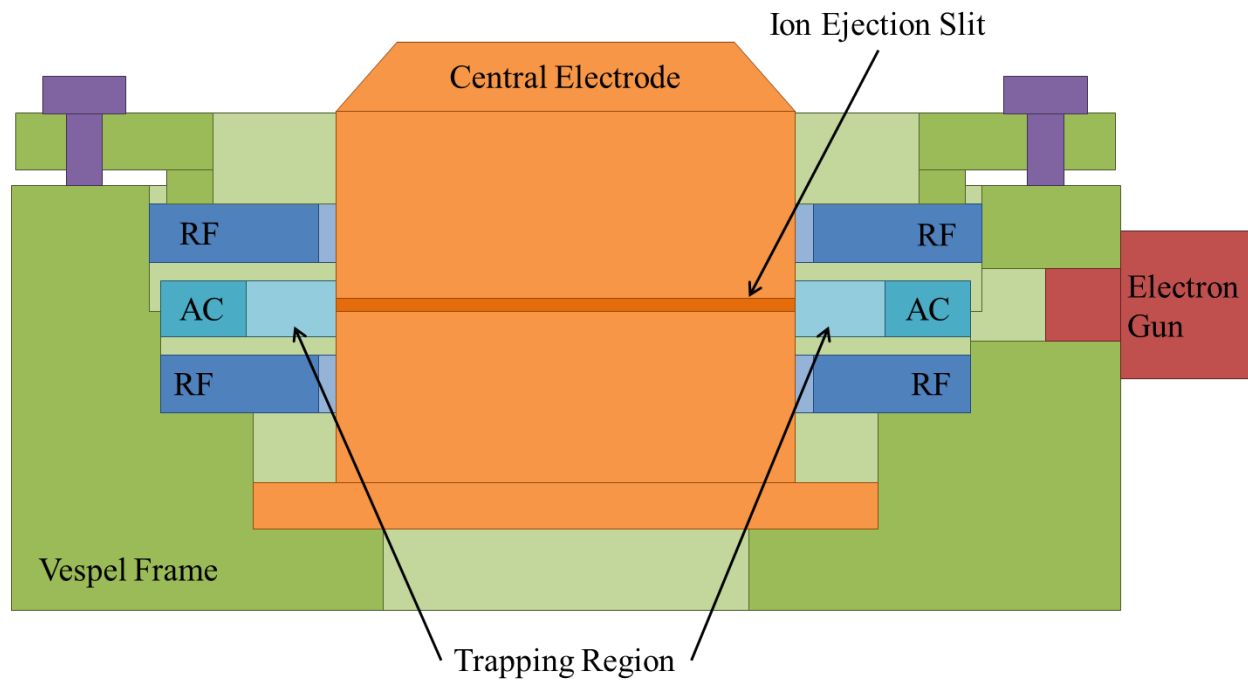 Ion Ejection Slit
Central Electrode
RF
RF
AC
AC
Electron
Gun
RF
RF
Vespel Frame
Trapping Region